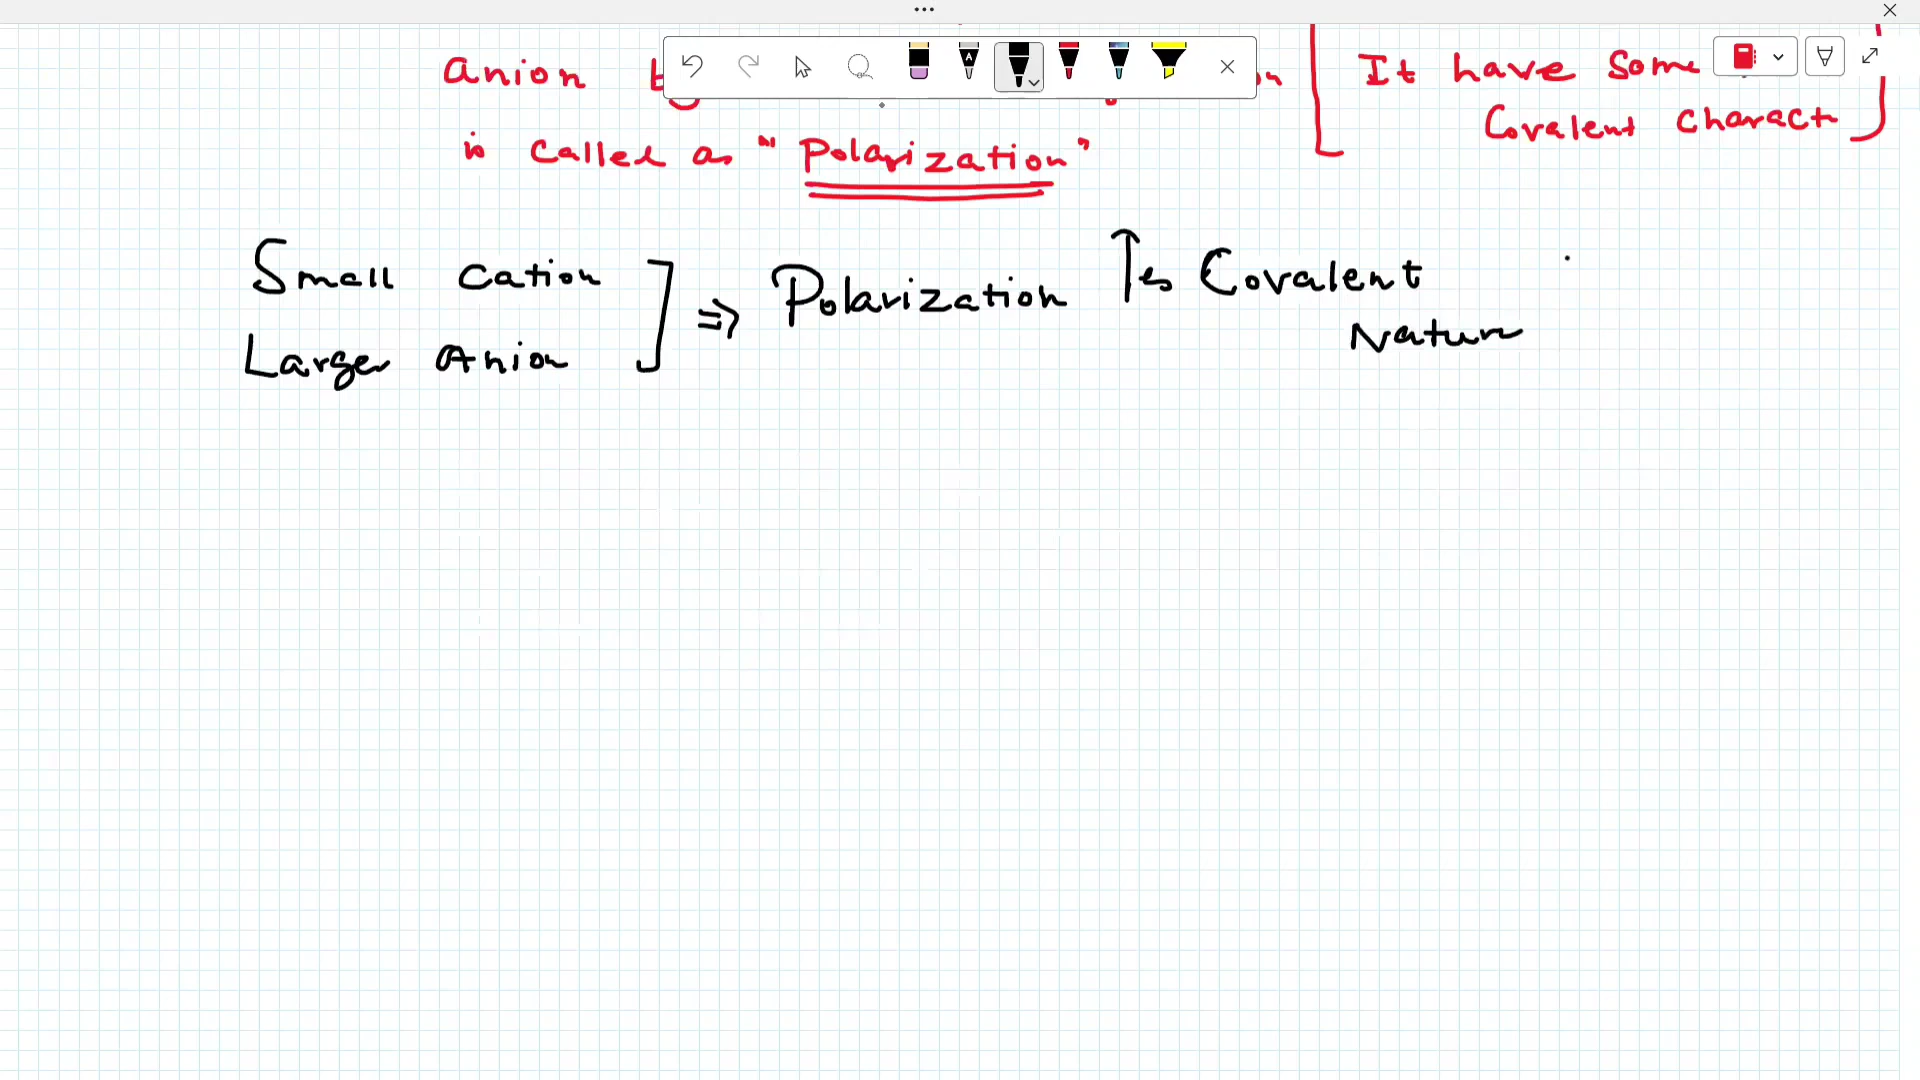 Anion
is called as "Polarization"
It have some
Covalent charact
Small cation
Larger Anion
] ⇒ Polarization ↑es Covalent
Nature